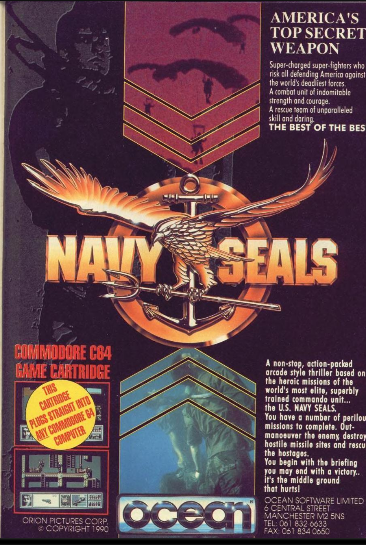 AMERICA'S
TOP SECRET
WEAPON
Super-charged super-fighters who
risk all defending America against
the world's deadliest forces.
A combat unit of indomitable
strength and courage.
A rescue team of unparalleled
skill and daring.
THE BEST OF THE BES
NAVY SEALS
COMMODORE C64
GAME CARTRIDGE
THIS
CARTRIDGE
PLUGS STRAIGHT INTO
ANY COMMODORE 64
COMPUTER
A non-stop, action-packed
arcade style thriller based on
the heroic missions of the
world's most elite, superbly
trained commando unit...
the U.S. NAVY SEALS.
You have a number of perilou
missions to complete. Out-
manoeuver the enemy, destroy
hostile missile sites and rescu
the hostages.
You begin with the briefing
you may end with a victory..
it's the middle ground
that hurts!
ocean
ORION PICTURES CORP.
© COPYRIGHT 1990
OCEAN SOFTWARE LIMITED
6 CENTRAL STREET
MANCHESTER M2 5NS
TEL: 061 832 6633
FAX: 061 834 0650